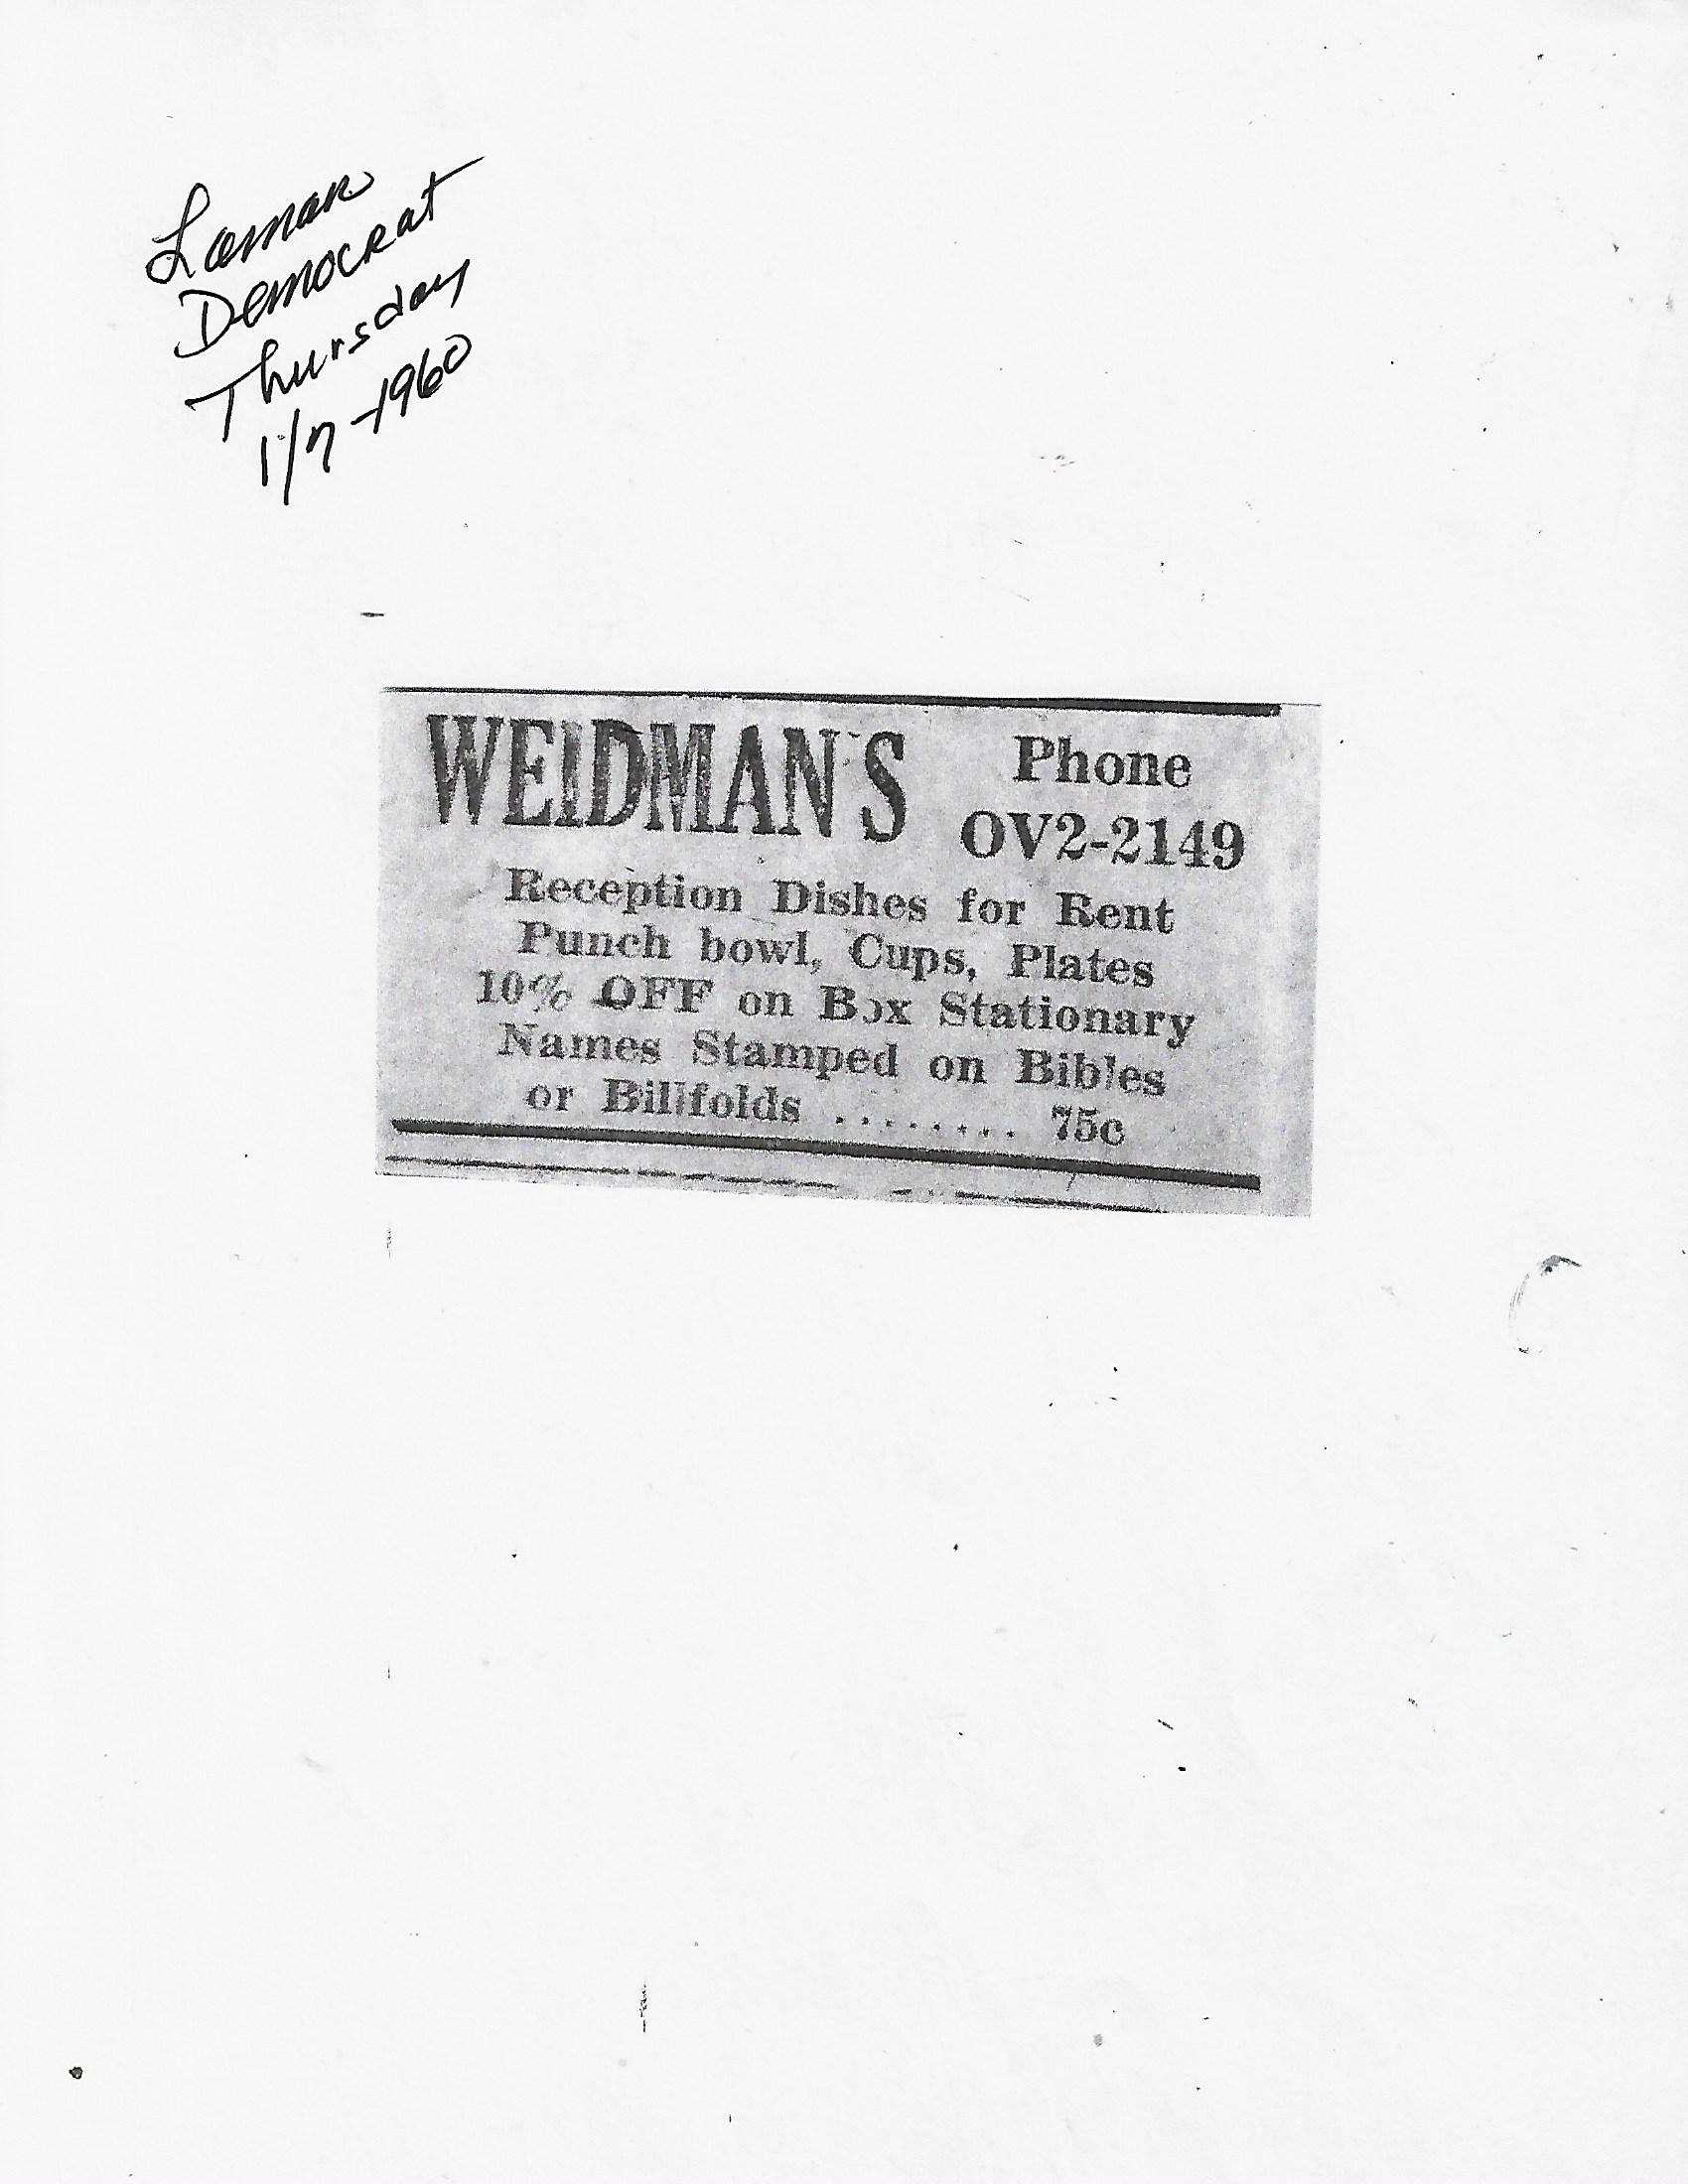 Lamar
Democrat
Thursday
1/7-1960
WEIDMAN'S
Phone
OV2-2149
Reception Dishes for Rent
Punch bowl, Cups, Plates
10% OFF on Box Stationary
Names Stamped on Bibles
or Billfolds ........ 75c